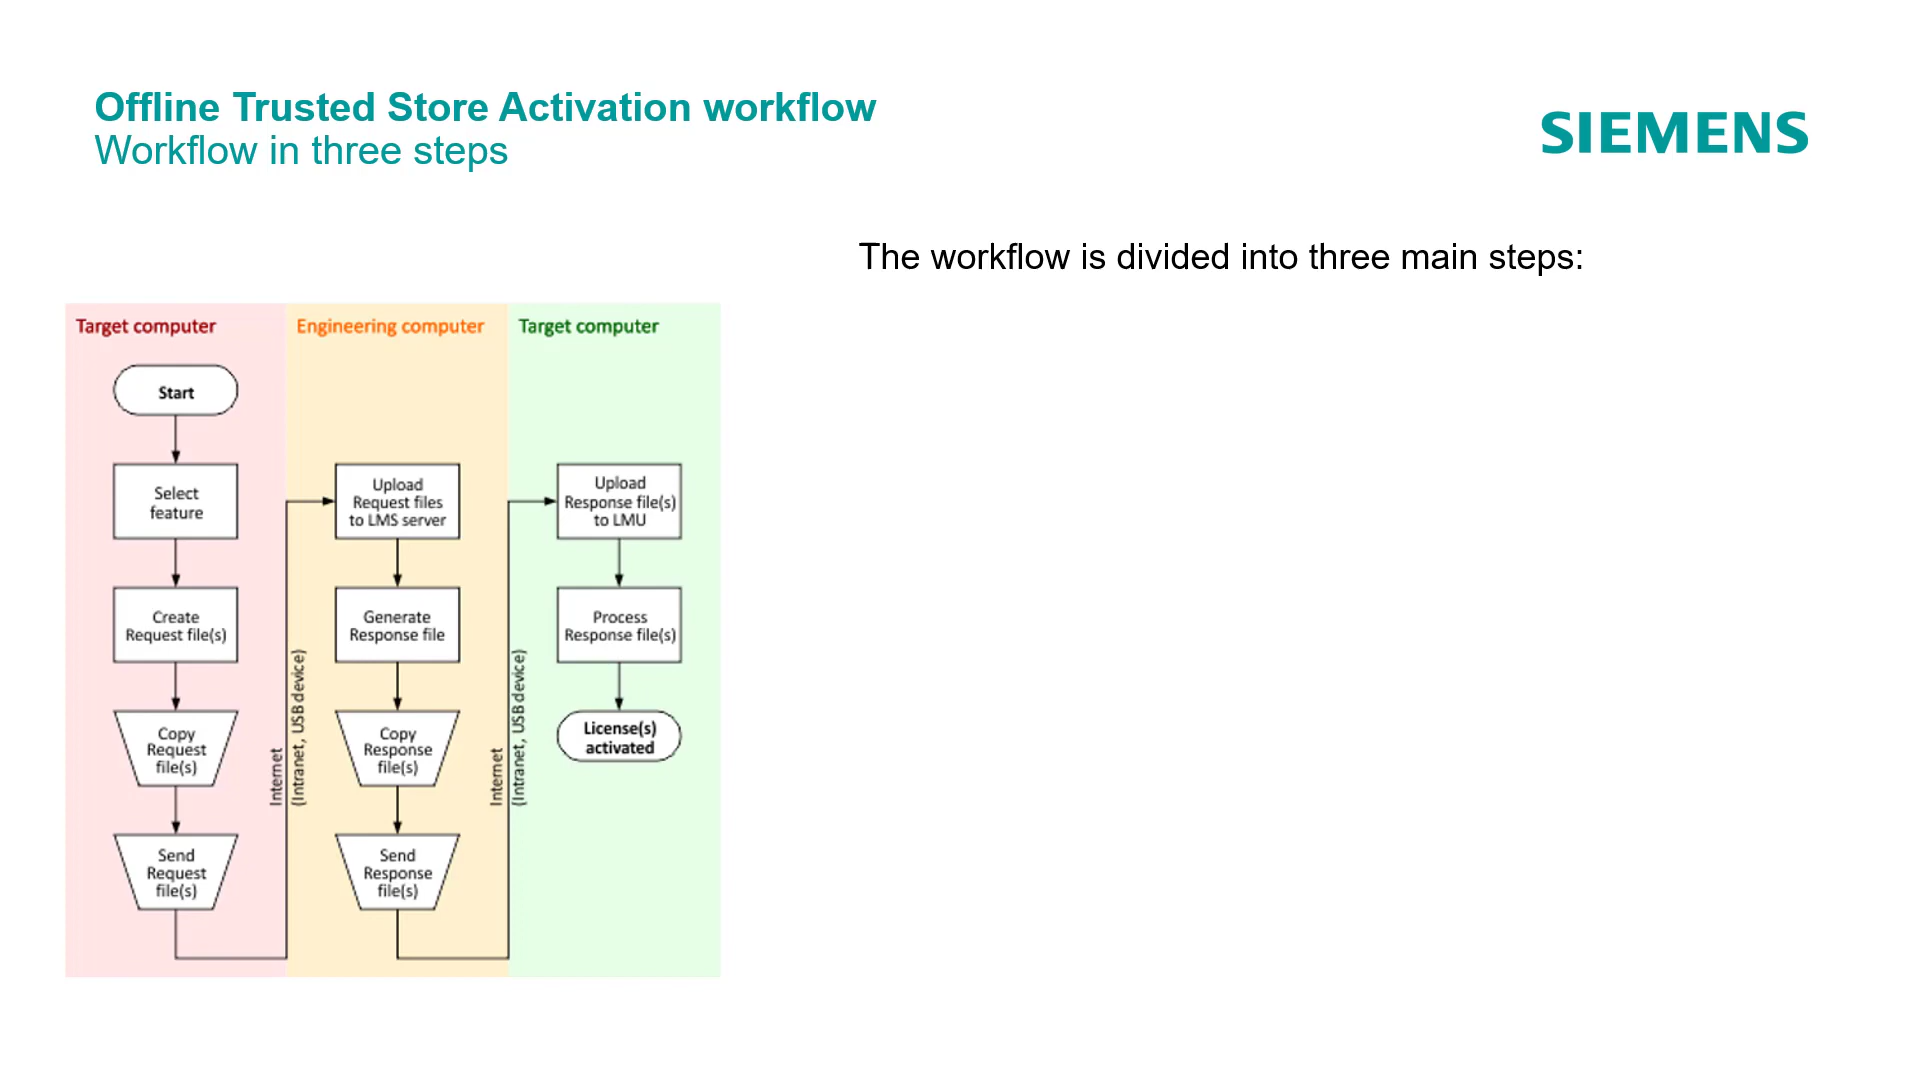 Offline Trusted Store Activation workflow
Workflow in three steps
SIEMENS
The workflow is divided into three main steps:
Target computer
Start
Select
feature
Create
Request file(s)
Copy
Request
file(s)
Send
Request
file(s)
Internet
(Intranet, USB device)
Engineering computer
Upload
Request files
to LMS server
Generate
Response file
Copy
Response
file(s)
Send
Response
file(s)
Internet
(Intranet, USB device)
Target computer
Upload
Response file(s)
to LMU
Process
Response file(s)
License(s)
activated